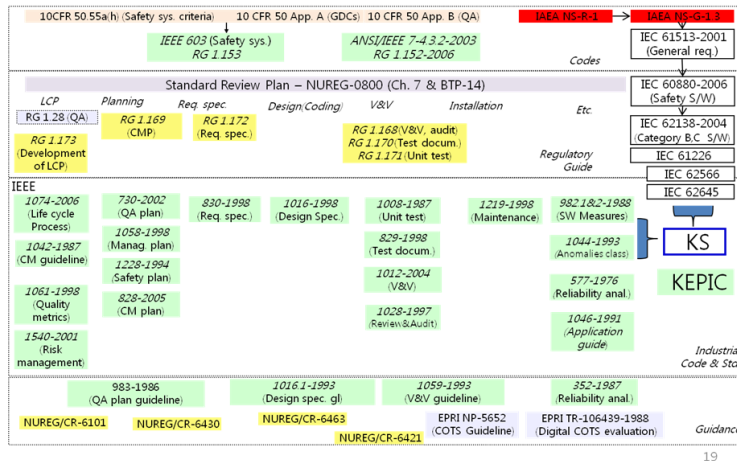 10CFR 50.55a(h) (Safety sys. criteria)
10 CFR 50 App. A (GDCs)
10 CFR 50 App. B (QA)
IAEA NS-R-1
IAEA NS-G-1.3
IEEE 603 (Safety sys.)
RG 1.153
ANSI/IEEE 7-4.3.2-2003
RG 1.152-2006
Codes
IEC 61513-2001
(General req.)
Standard Review Plan – NUREG-0800 (Ch. 7 & BTP-14)
IEC 60880-2006
(Safety S/W)
LCP
Planning
Req. spec.
Design(Coding)
V&V
Installation
Etc.
RG 1.28 (QA)
RG 1.173
(Development
of LCP)
RG 1.169
(CMP)
RG 1.172
(Req. spec.)
RG 1.168(V&V, audit)
RG 1.170(Test docum.)
RG 1.171(Unit test)
Regulatory
Guide
IEC 62138-2004
(Category B,C S/W)
IEC 61226
IEC 62566
IEC 62645
IEEE
1074-2006
(Life cycle
Process)
1042-1987
(CM guideline)
1061-1998
(Quality
metrics)
1540-2001
(Risk
management)
730-2002
(QA plan)
1058-1998
(Manag. plan)
1228-1994
(Safety plan)
828-2005
(CM plan)
830-1998
(Req. spec.)
1016-1998
(Design Spec.)
1008-1987
(Unit test)
829-1998
(Test docum.)
1012-2004
(V&V)
1028-1997
(Review&Audit)
1219-1998
(Maintenance)
982.1&2-1988
(SW Measures)
1044-1993
(Anomalies class)
577-1976
(Reliability anal.)
1046-1991
(Application
guide)
KS
KEPIC
Industria
Code & Std
983-1986
(QA plan guideline)
1016.1-1993
(Design spec. gl)
1059-1993
(V&V guideline)
352-1987
(Reliability anal.)
NUREG/CR-6101
NUREG/CR-6430
NUREG/CR-6463
NUREG/CR-6421
EPRI NP-5652
(COTS Guideline)
EPRI TR-106439-1988
(Digital COTS evaluation)
Guidanc
19